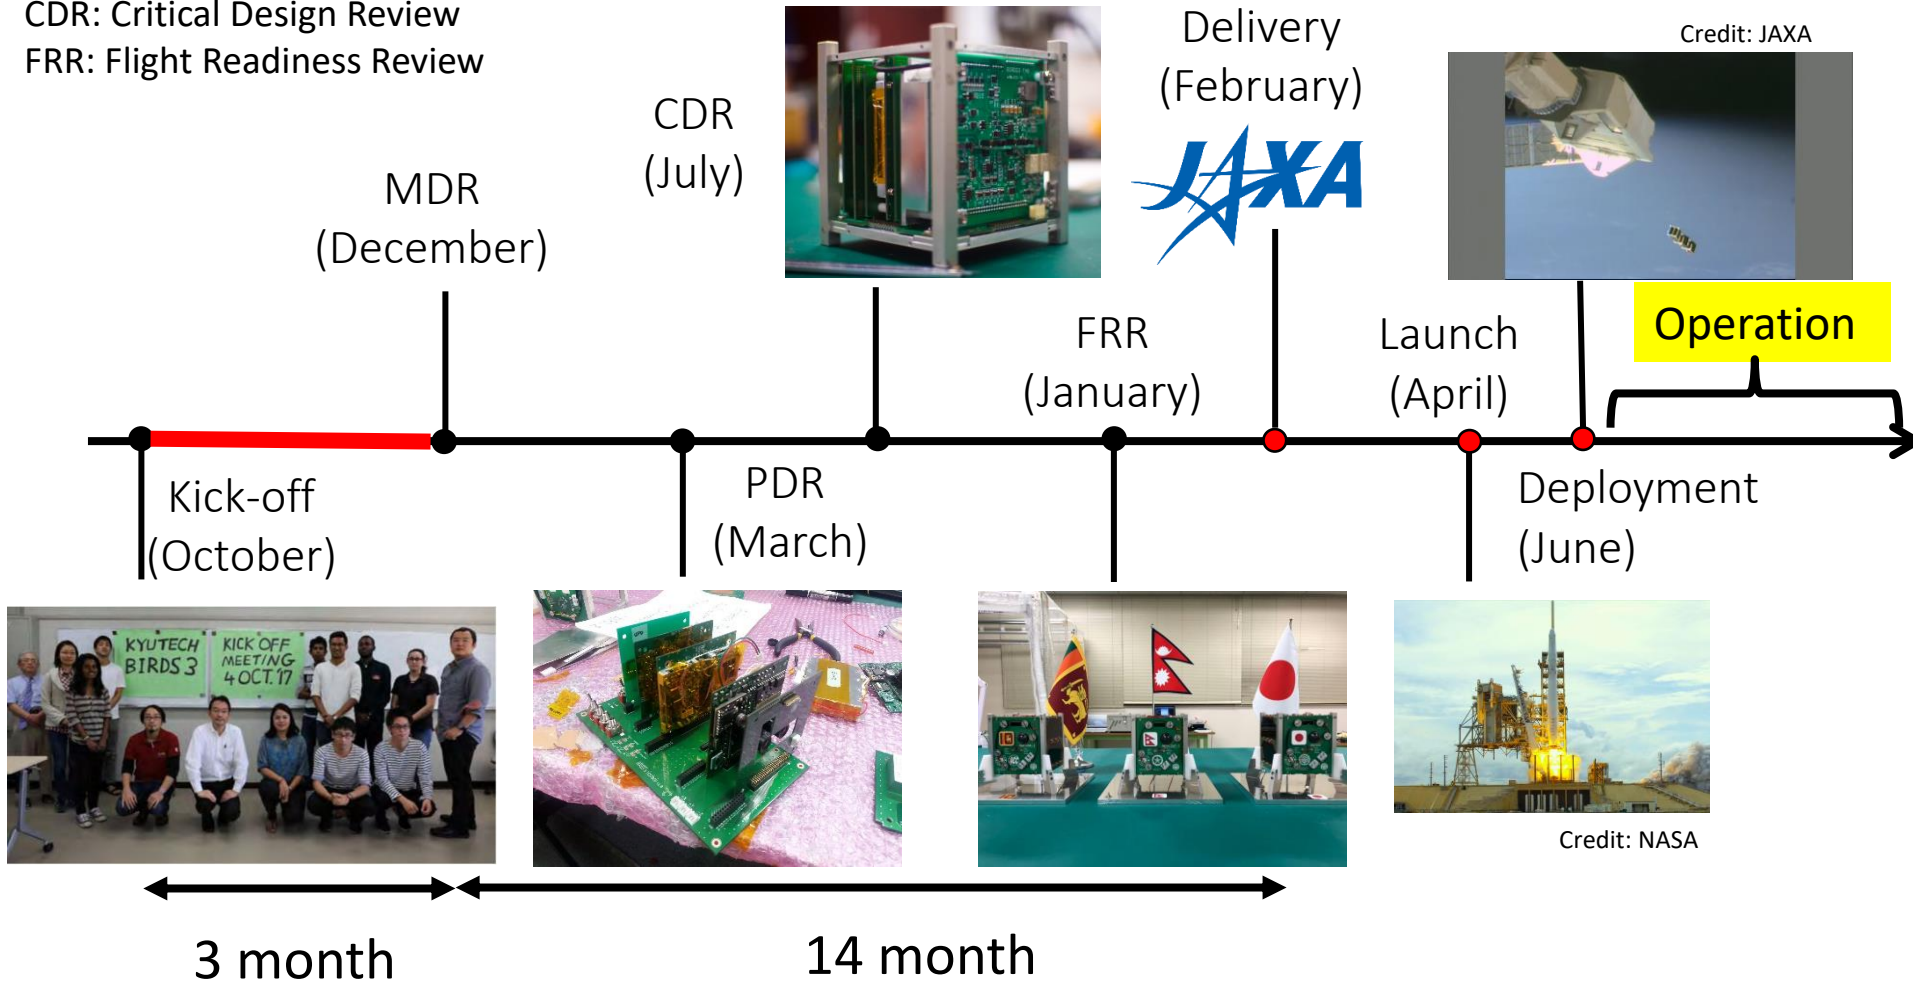 CDR: Critical Design Review
FRR: Flight Readiness Review
Delivery
(February)
Credit: JAXA
CDR
(July)
JAXA
MDR
(December)
Operation
FRR
(January)
Launch
(April)
Kick-off
(October)
PDR
(March)
Deployment
(June)
KYUTECH
BIRDS 3
KICK OFF
MEETING
4 OCT. 17
Credit: NASA
3 month
14 month